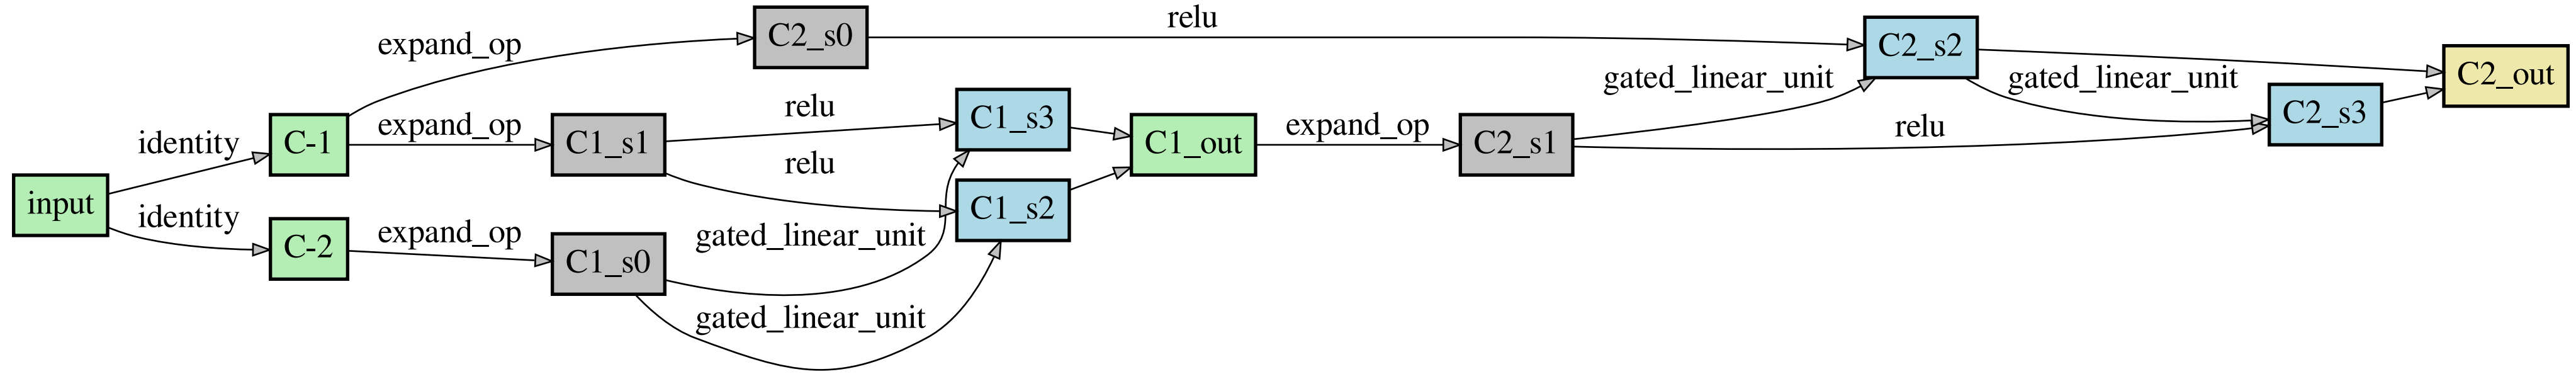 input
identity
identity
C-1
C-2
expand_op
expand_op
expand_op
C2_s0
C1_s1
C1_s0
relu
relu
relu
gated_linear_unit
gated_linear_unit
C1_s3
C1_s2
C1_out
expand_op
C2_s1
gated_linear_unit
relu
C2_s2
gated_linear_unit
C2_s3
C2_out